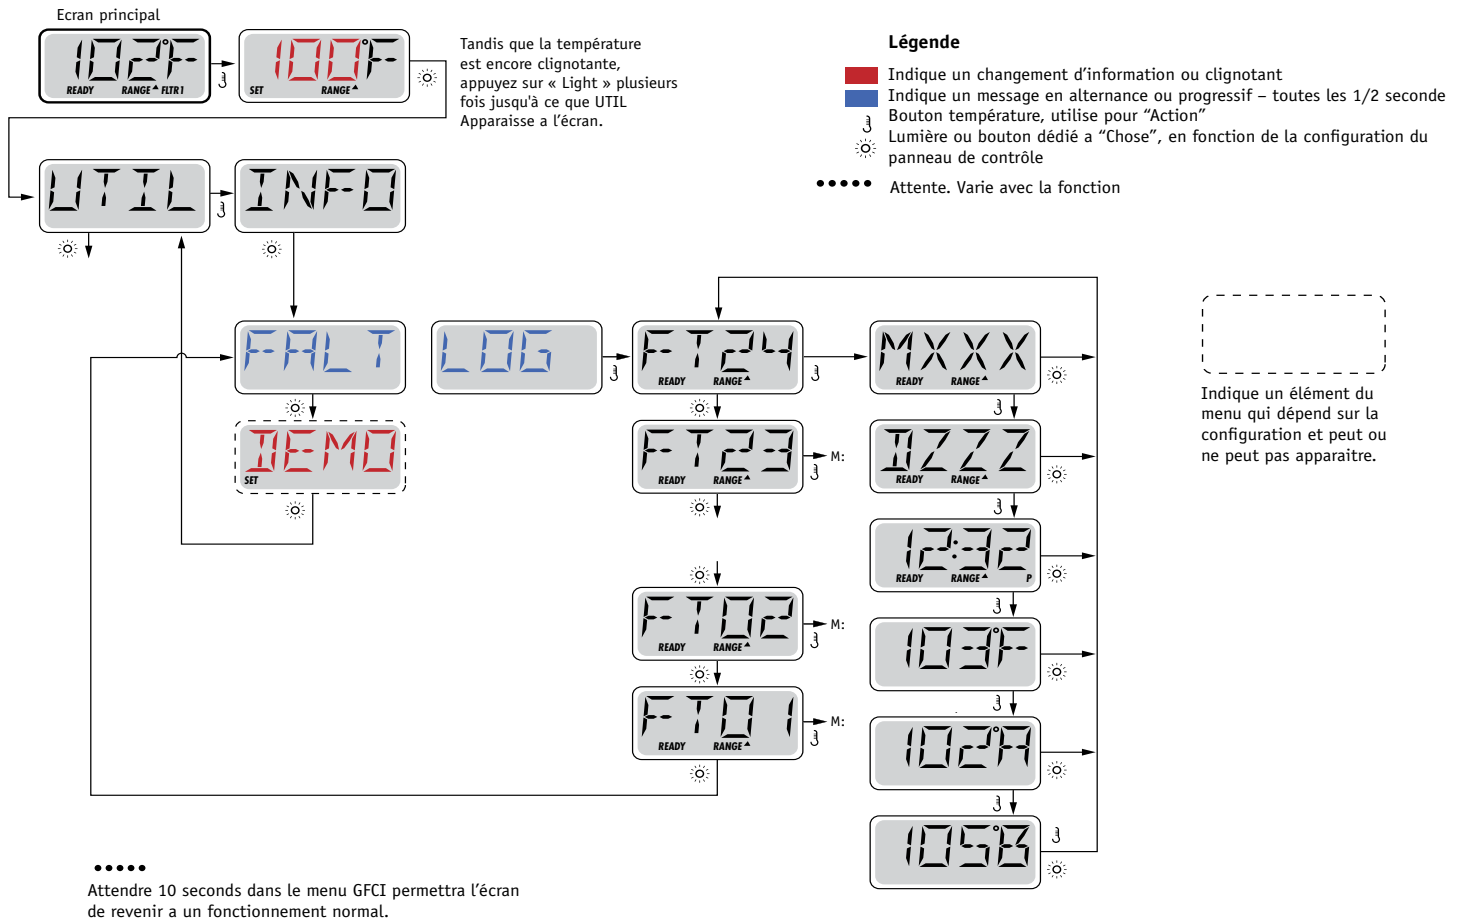 Ecran principal
102°F
READY RANGE FLTR1
100°F
SET RANGE
Tandis que la température
est encore clignotante,
appuyez sur « Light » plusieurs
fois jusqu'à ce que UTIL
Apparaisse a l'écran.
Légende
Indique un changement d'information ou clignotant
Indique un message en alternance ou progressif – toutes les 1/2 seconde
Bouton température, utilise pour "Action"
Lumière ou bouton dédié a "Chose", en fonction de la configuration du
panneau de contrôle
Attente. Varie avec la fonction
UTIL
INFO
FALT
LOG
FT24
READY RANGE
MXXX
READY RANGE
DEMO
SET
FT23
READY RANGE
M:
DZZZ
READY RANGE
12:32
READY RANGE P
FT02
READY RANGE
M:
103°F
FT01
READY RANGE
M:
102°A
105°B
Indique un élément du
menu qui dépend sur la
configuration et peut ou
ne peut pas apparaitre.
Attendre 10 seconds dans le menu GFCI permettra l'écran
de revenir a un fonctionnement normal.